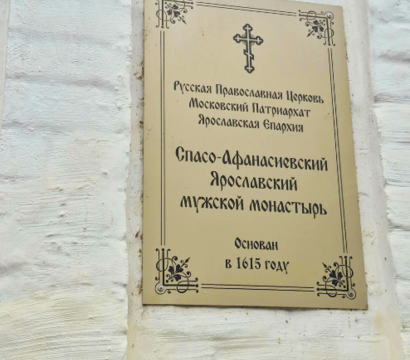 Русская Православная Церковь
Московский Патриархат
Ярославская Епархия
Спасо-Афанасиевский
Ярославский
мужской монастырь
Основан
в 1615 году